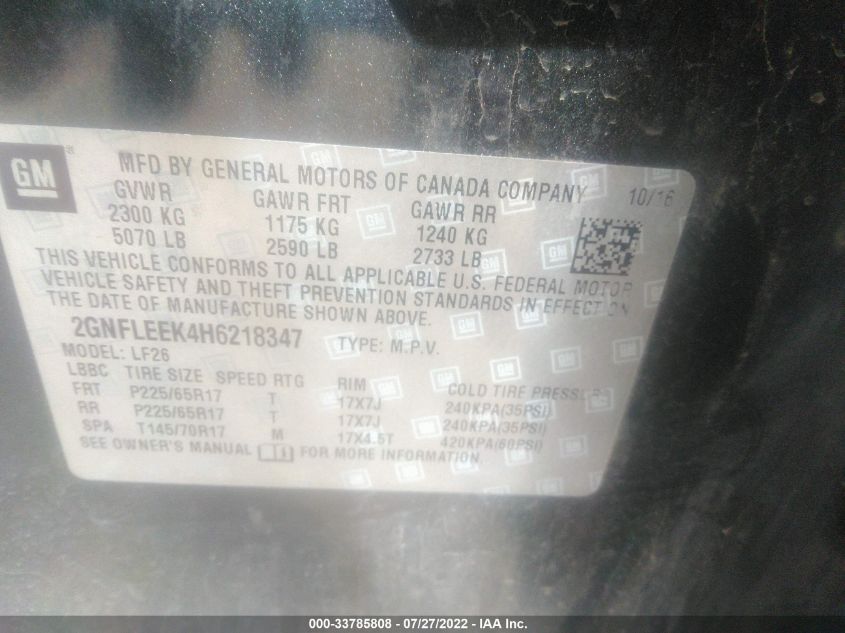 GM
MFD BY GENERAL MOTORS OF CANADA COMPANY 10/16
GVWR GAWR FRT GAWR RR
2300 KG 1175 KG 1240 KG
5070 LB 2590 LB 2733 LB
THIS VEHICLE CONFORMS TO ALL APPLICABLE U.S. FEDERAL MOTOR
VEHICLE SAFETY AND THEFT PREVENTION STANDARDS IN EFFECT ON
THE DATE OF MANUFACTURE SHOWN ABOVE.
2GNFLEEK4H6218347 TYPE: M.P.V.
MODEL: LF26
LBBC TIRE SIZE SPEED RTG RIM COLD TIRE PRESSURE
FRT P225/65R17 T 17X7J 240KPA(35PSI)
RR P225/65R17 T 17X7J 240KPA(35PSI)
SPA T145/70R17 M 17X4.5T 420KPA(60PSI)
SEE OWNER'S MANUAL FOR MORE INFORMATION
000-33785808 - 07/27/2022 - IAA Inc.